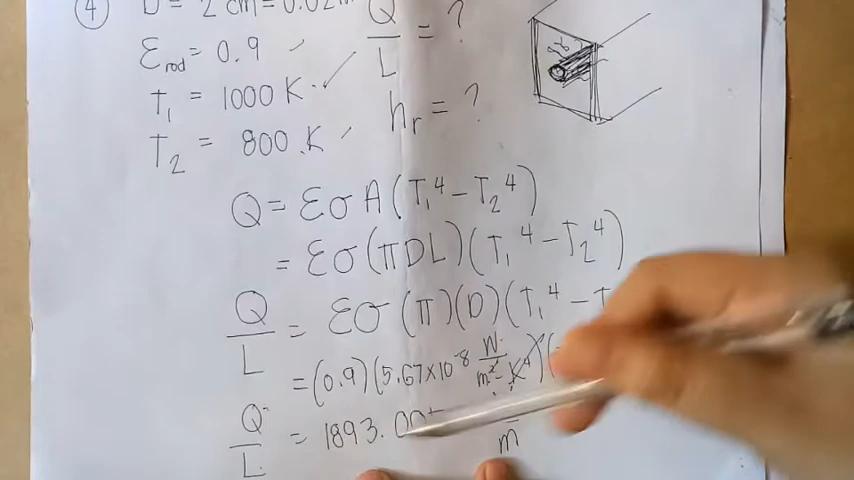 ④ D = 2 cm = 0.02m Q/L = ?
ε_rod = 0.9
T₁ = 1000 K h_r = ?
T₂ = 800 K
Q = εσA(T₁⁴ − T₂⁴)
= εσ(πDL)(T₁⁴ − T₂⁴)
Q/L = εσ(π)(D)(T₁⁴ − T
= (0.9)(5.67×10⁻⁸ W/m²-K⁴)(
Q/L = 1893.00 /m